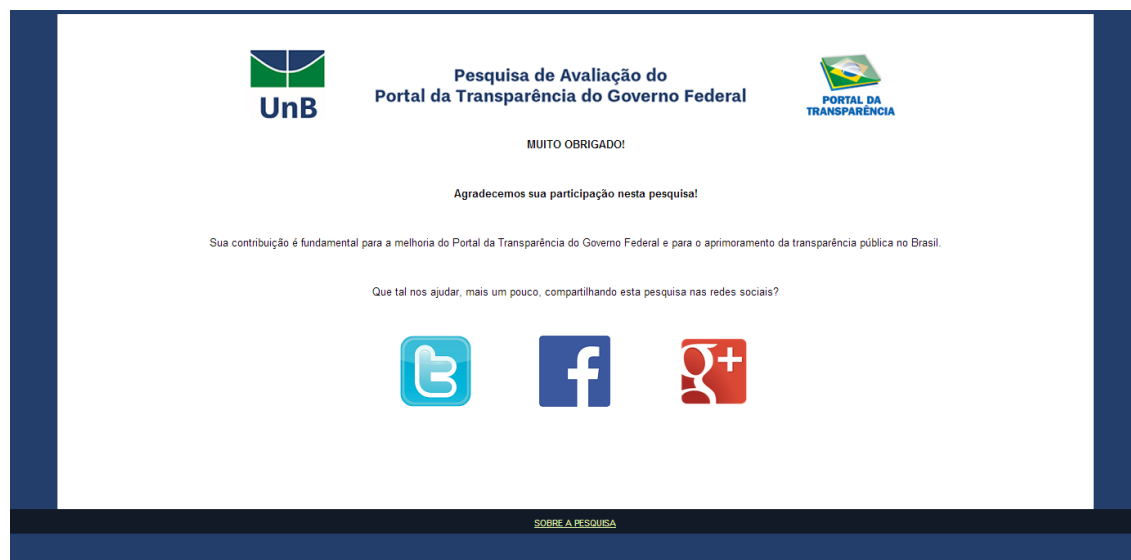 Pesquisa de Avaliação do
Portal da Transparência do Governo Federal
UnB
PORTAL DA
TRANSPARÊNCIA
MUITO OBRIGADO!
Agradecemos sua participação nesta pesquisa!
Sua contribuição é fundamental para a melhoria do Portal da Transparência do Governo Federal e para o aprimoramento da transparência pública no Brasil.
Que tal nos ajudar, mais um pouco, compartilhando esta pesquisa nas redes sociais?
t f g+
SOBRE A PESQUISA